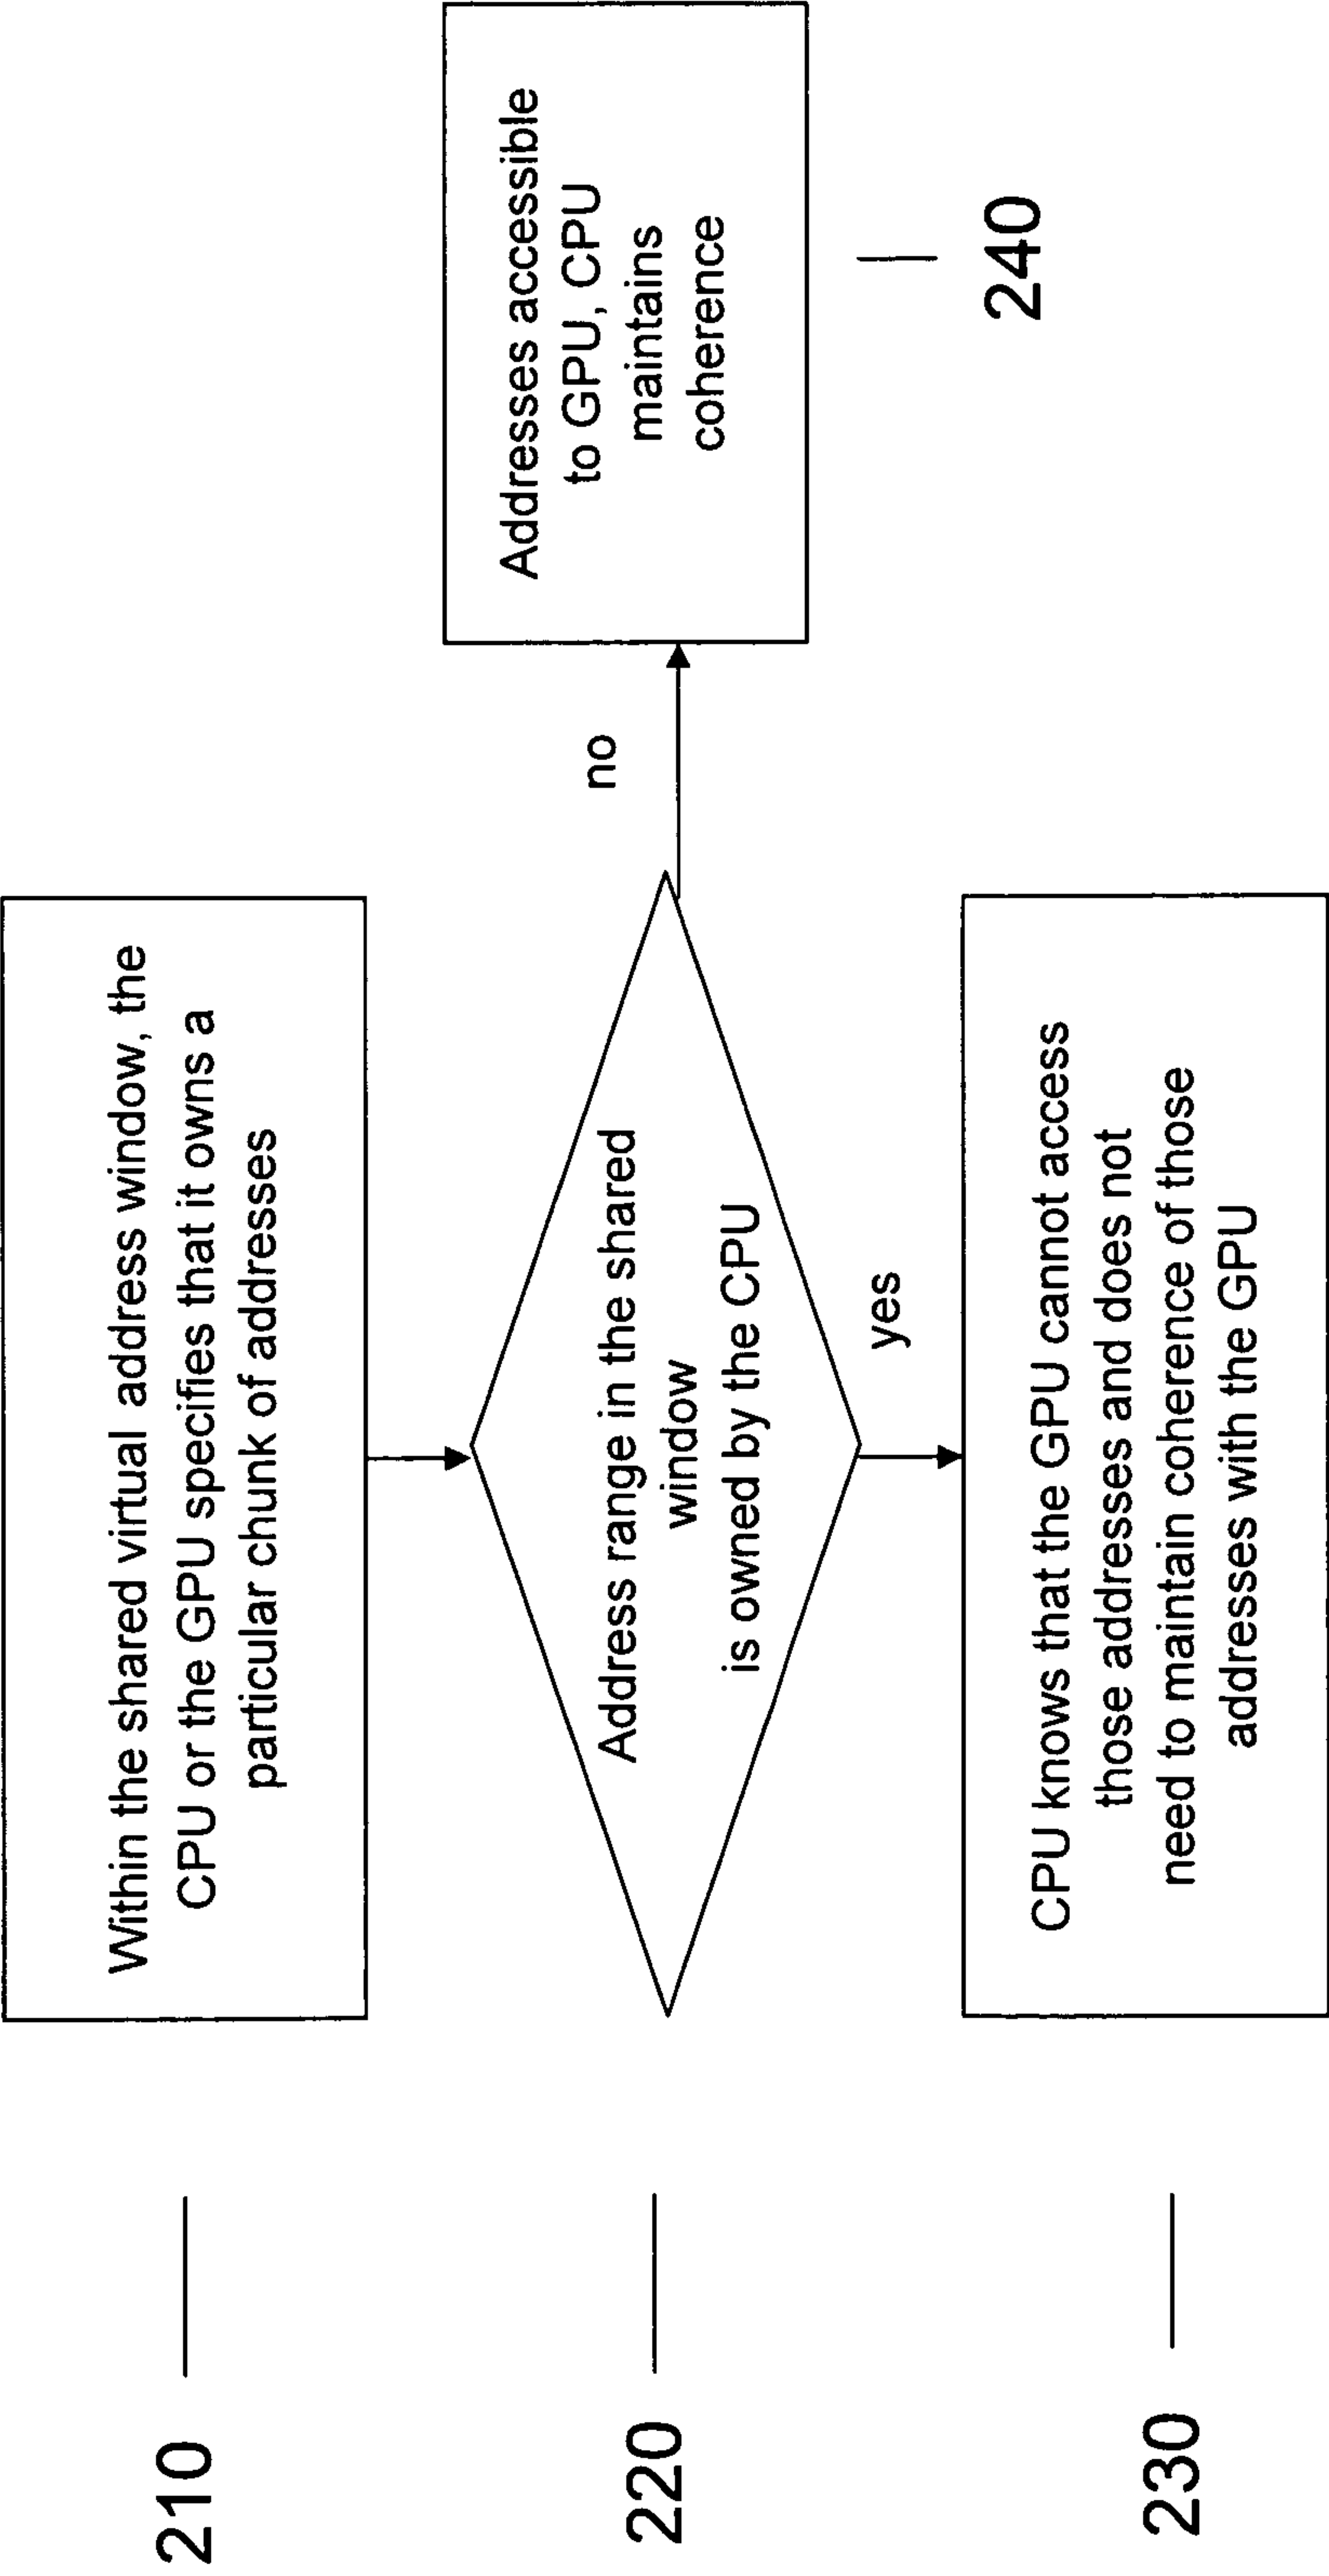 210
Within the shared virtual address window, the
CPU or the GPU specifies that it owns a
particular chunk of addresses
220
Address range in the shared
window
is owned by the CPU
no
Addresses accessible
to GPU, CPU
maintains
coherence
240
yes
230
CPU knows that the GPU cannot access
those addresses and does not
need to maintain coherence of those
addresses with the GPU